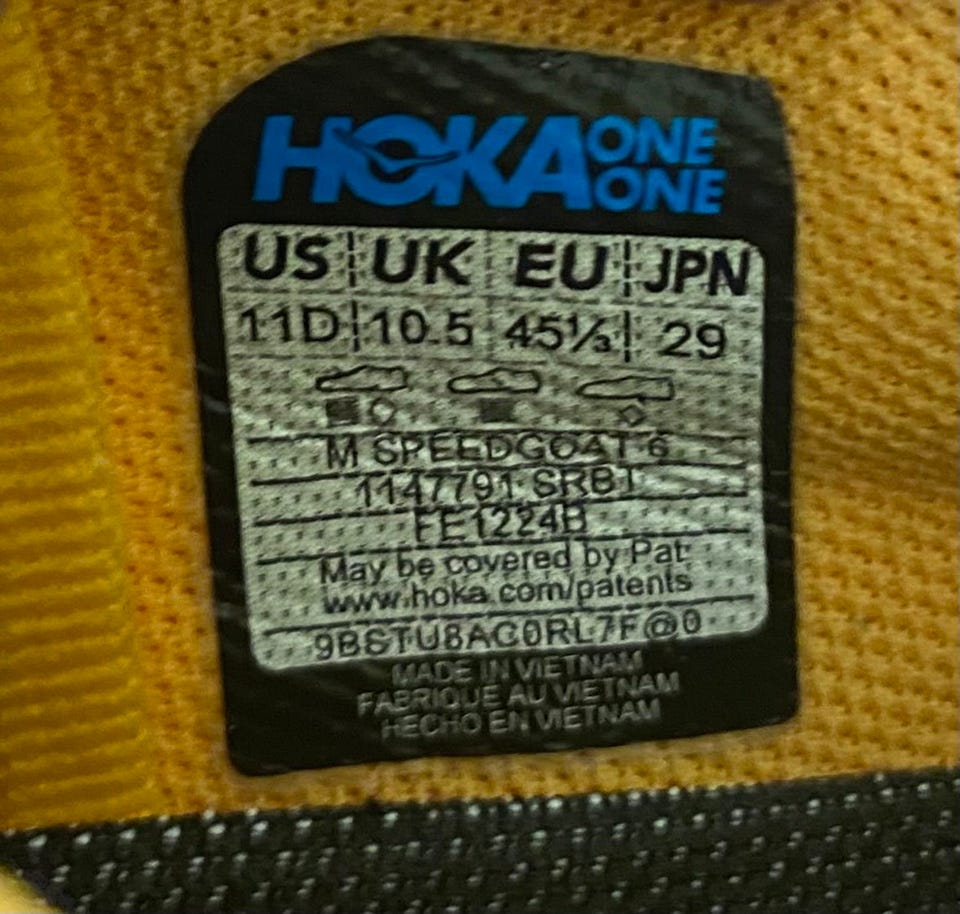 HOKA ONE ONE
US UK EU JPN
11D 10.5 45⅓ 29
M SPEEDGOAT 6
1147791 SRBT
FE1224B
May be covered by Pat:
www.hoka.com/patents
9BSTU8AC0RL7F@0
MADE IN VIETNAM
FABRIQUE AU VIETNAM
HECHO EN VIETNAM